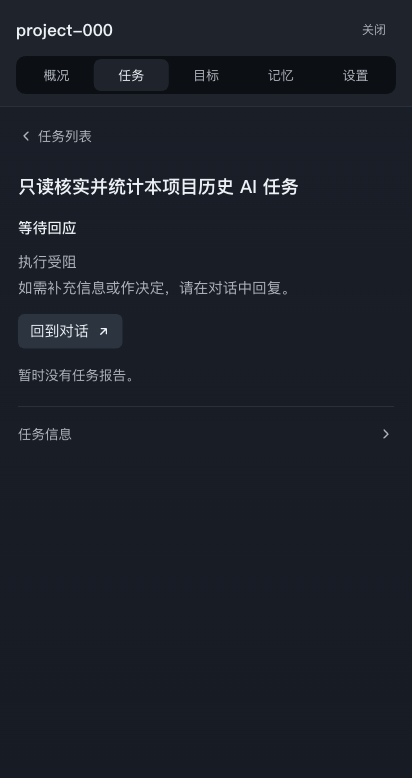 project-000
关闭
概况
任务
目标
记忆
设置
任务列表
只读核实并统计本项目历史 AI 任务
等待回应
执行受阻
如需补充信息或作决定，请在对话中回复。
回到对话
暂时没有任务报告。
任务信息